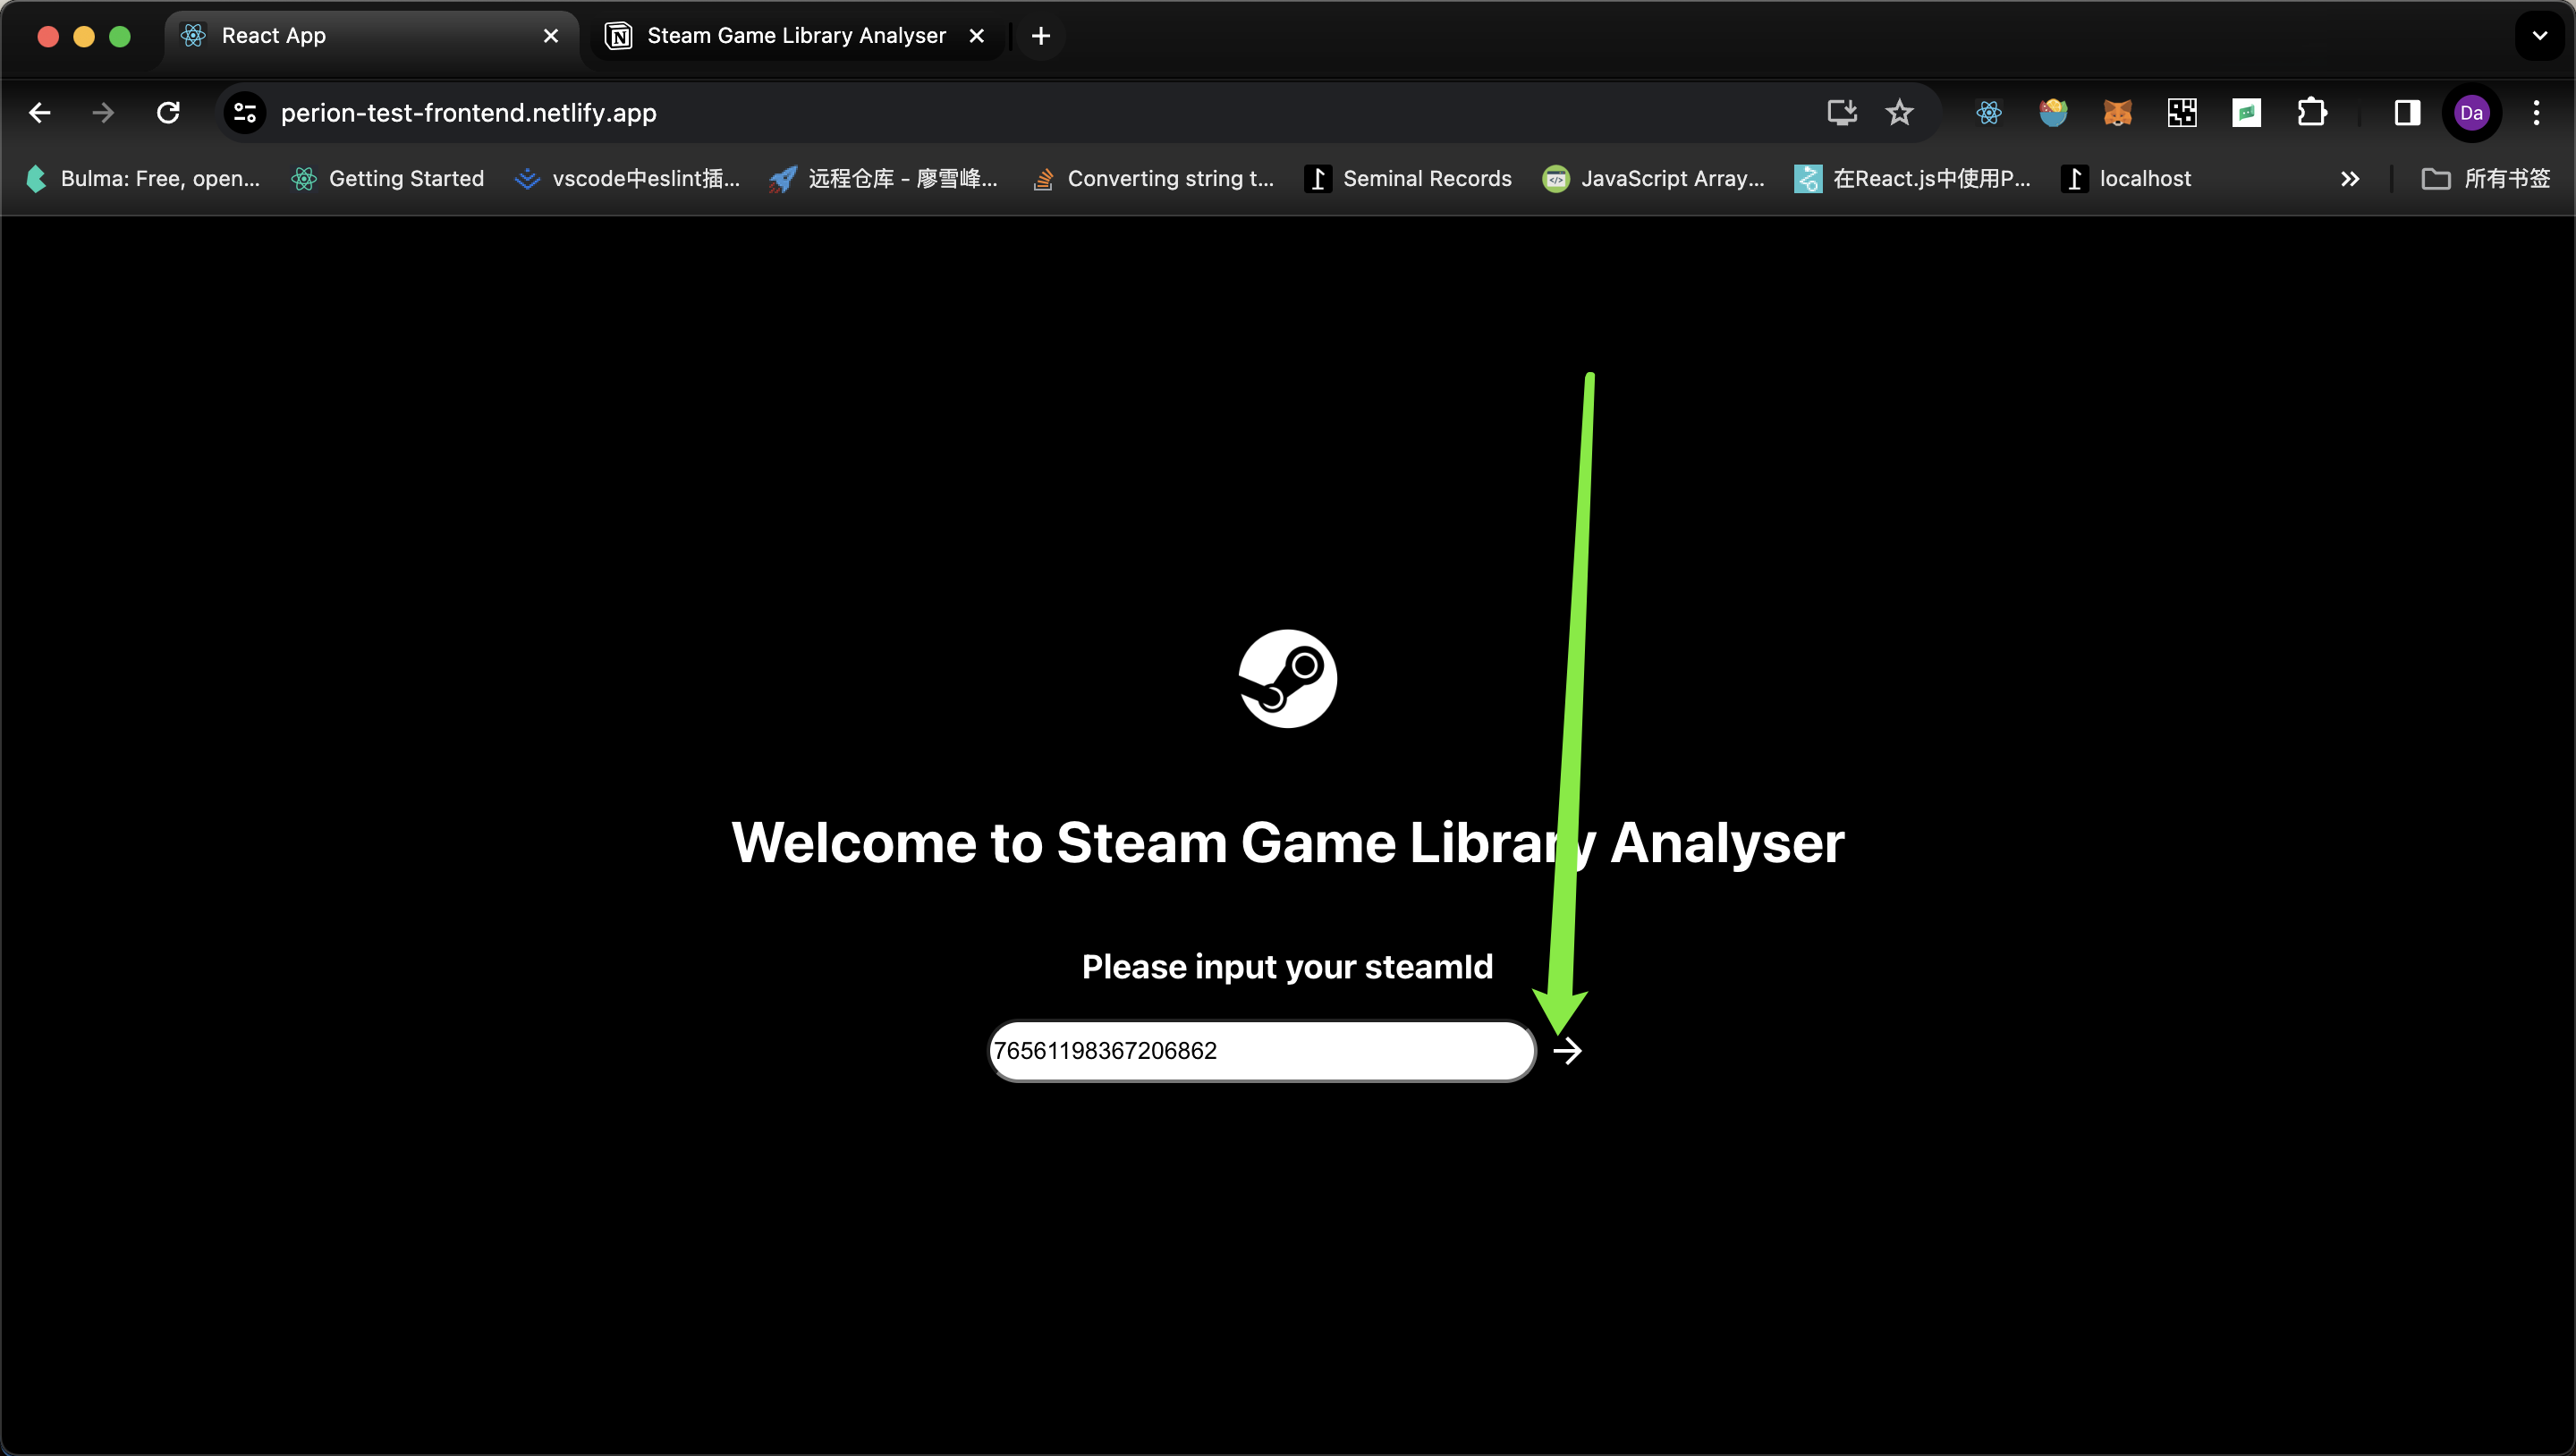 React App
Steam Game Library Analyser
perion-test-frontend.netlify.app
Da
Bulma: Free, open...
Getting Started
vscode中eslint插...
远程仓库 - 廖雪峰...
Converting string t...
Seminal Records
JavaScript Array...
在React.js中使用P...
localhost
所有书签
Welcome to Steam Game Library Analyser
Please input your steamId
76561198367206862